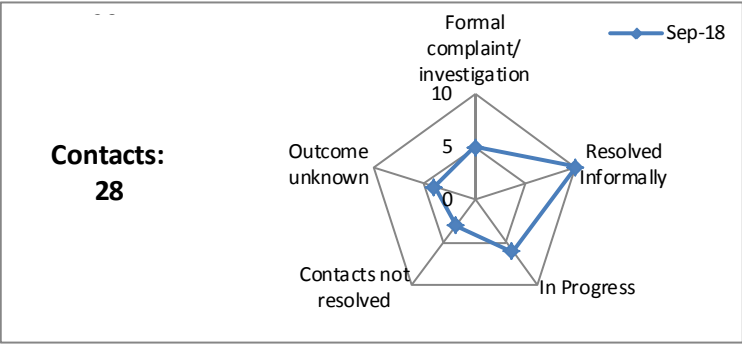 Contacts:
28
Formal
complaint/
investigation
Sep-18
10
5
0
Resolved
Informally
In Progress
Contacts not
resolved
Outcome
unknown